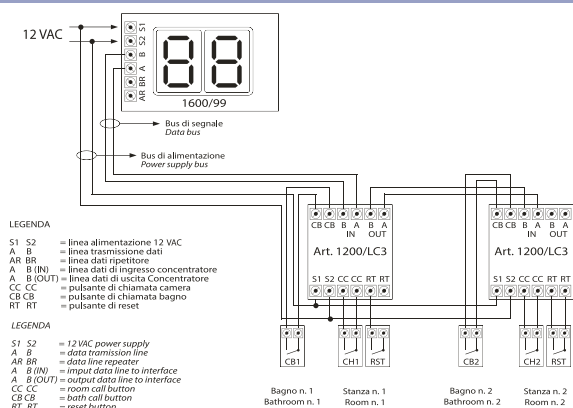 12 VAC
S1
S2
B
A
BR
AR
1600/99
Bus di segnale
Data bus
Bus di alimentazione
Power supply bus
CB CB B A B A
IN OUT
Art. 1200/LC3
S1 S2 CC CC RT RT
CB CB B A B A
IN OUT
Art. 1200/LC3
S1 S2 CC CC RT RT
CB1
CH1
RST
CB2
CH2
RST
Bagno n. 1
Bathroom n. 1
Stanza n. 1
Room n. 1
Bagno n. 2
Bathroom n. 2
Stanza n. 2
Room n. 2
LEGENDA
S1 S2 = linea alimentazione 12 VAC
A B = linea trasmissione dati
AR BR = linea dati ripetitore
A B (IN) = linea dati di ingresso concentratore
A B (OUT) = linea dati di uscita Concentratore
CC CC = pulsante di chiamata camera
CB CB = pulsante di chiamata bagno
RT RT = pulsante di reset
LEGENDA
S1 S2 = 12 VAC power supply
A B = data tramission line
AR BR = data line repeater
A B (IN) = imput data line to interface
A B (OUT) = output data line to interface
CC CC = room call button
CB CB = bath call button
RT RT = reset button